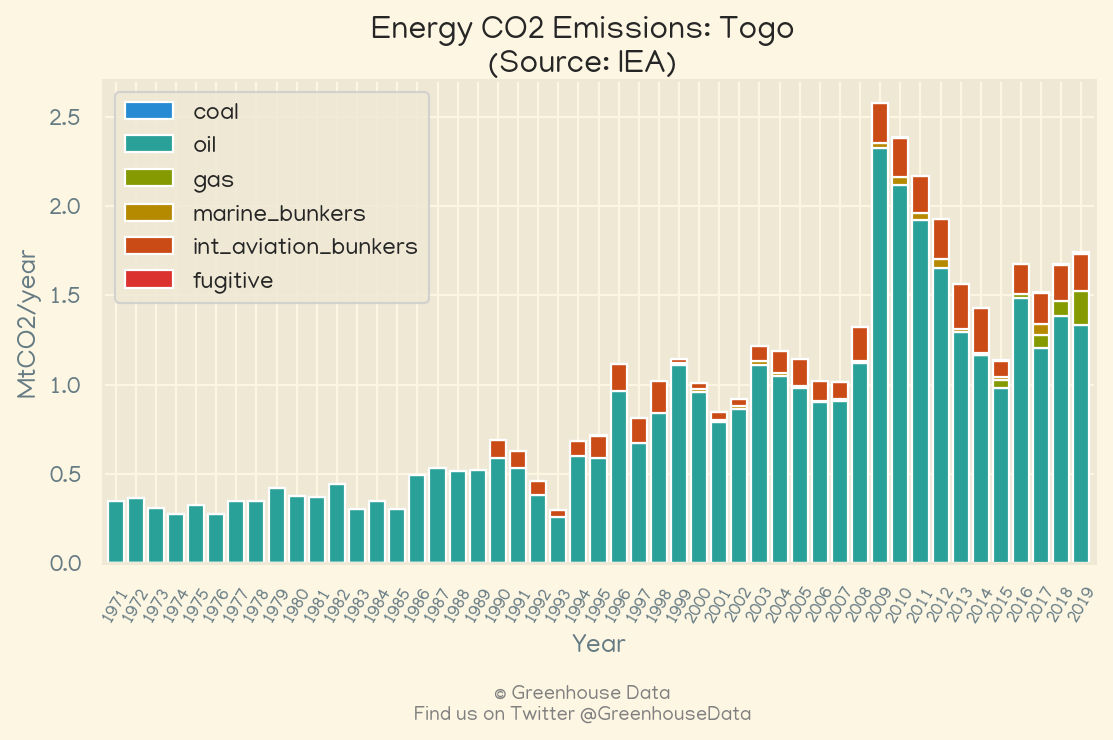 Energy CO2 Emissions: Togo
(Source: IEA)
coal
oil
gas
marine_bunkers
int_aviation_bunkers
fugitive
MtCO2/year
2.5
2.0
1.5
1.0
0.5
0.0
1971 1972 1973 1974 1975 1976 1977 1978 1979 1980 1981 1982 1983 1984 1985 1986 1987 1988 1989 1990 1991 1992 1993 1994 1995 1996 1997 1998 1999 2000 2001 2002 2003 2004 2005 2006 2007 2008 2009 2010 2011 2012 2013 2014 2015 2016 2017 2018 2019
Year
© Greenhouse Data
Find us on Twitter @GreenhouseData